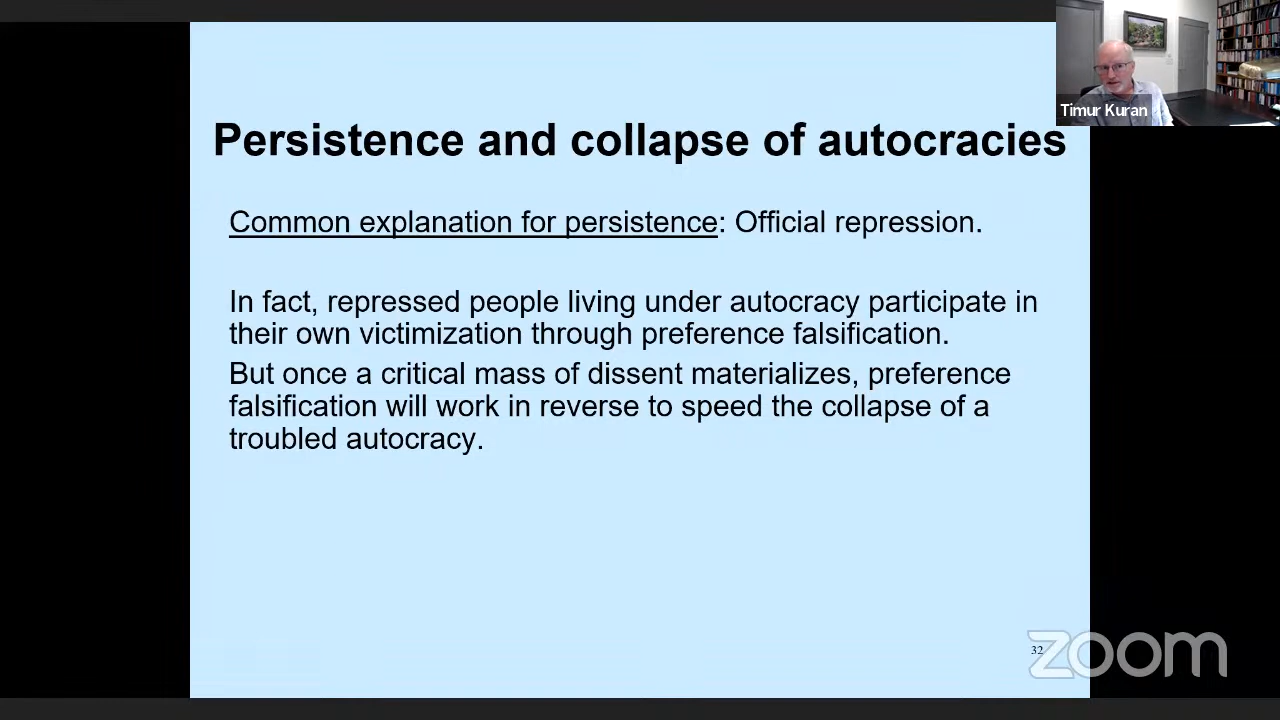 Timur Kuran
Persistence and collapse of autocracies
Common explanation for persistence: Official repression.
In fact, repressed people living under autocracy participate in
their own victimization through preference falsification.
But once a critical mass of dissent materializes, preference
falsification will work in reverse to speed the collapse of a
troubled autocracy.
32
zoom